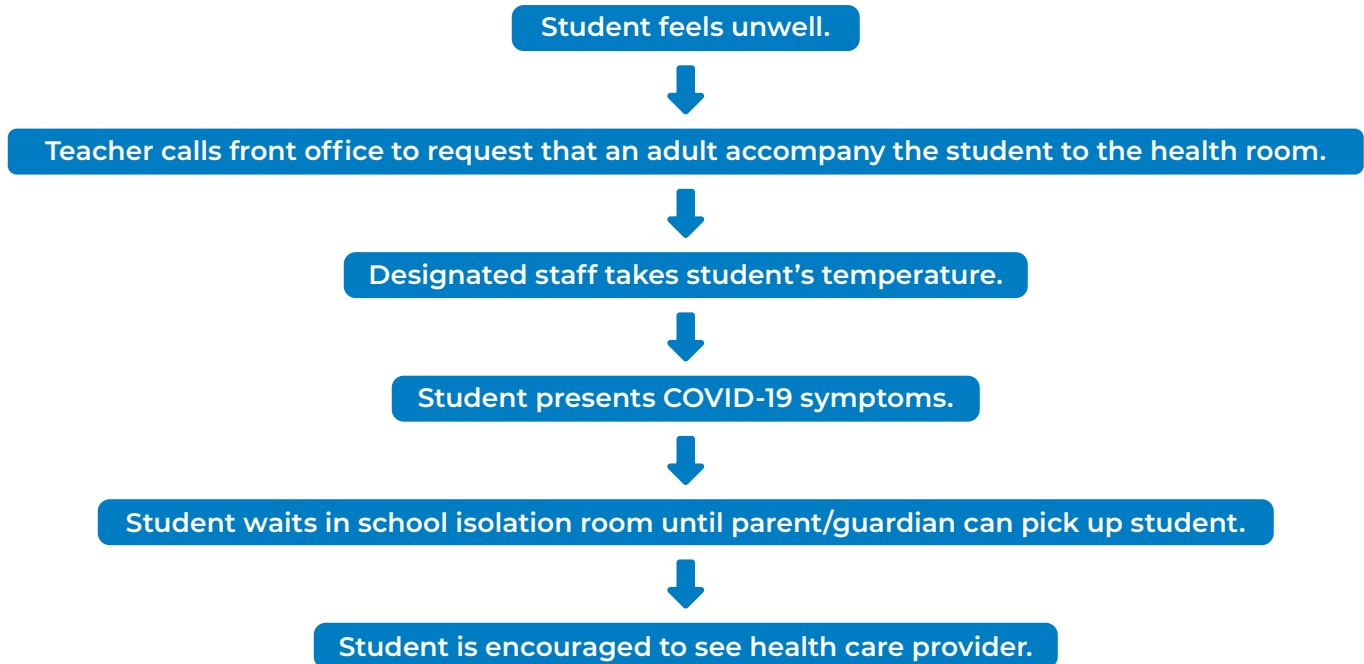 Student feels unwell.
Teacher calls front office to request that an adult accompany the student to the health room.
Designated staff takes student’s temperature.
Student presents COVID-19 symptoms.
Student waits in school isolation room until parent/guardian can pick up student.
Student is encouraged to see health care provider.